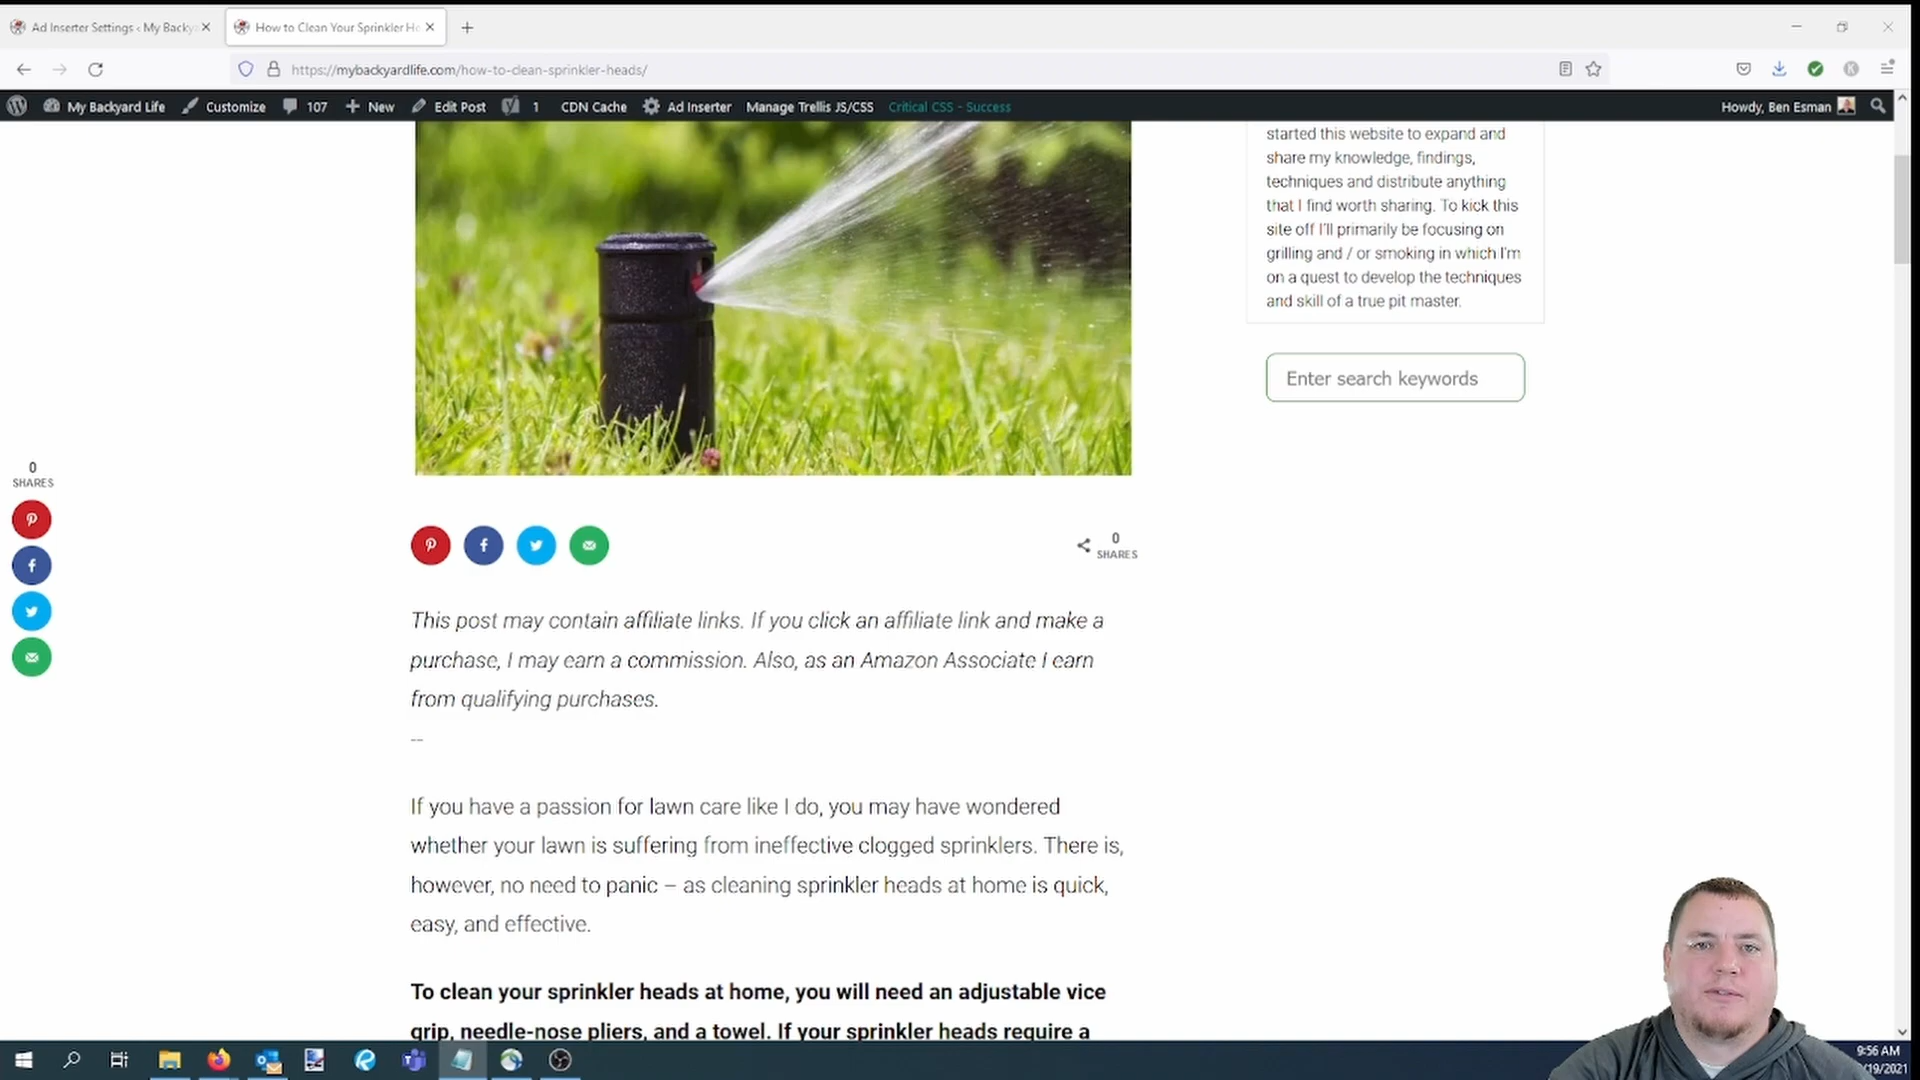 Ad Inserter Settings ‹ My Backy
How to Clean Your Sprinkler He
https://mybackyardlife.com/how-to-clean-sprinkler-heads/
My Backyard Life
Customize
107
New
Edit Post
1
CDN Cache
Ad Inserter
Manage Trellis JS/CSS
Critical CSS - Success
Howdy, Ben Esman
started this website to expand and
share my knowledge, findings,
techniques and distribute anything
that I find worth sharing. To kick this
site off I'll primarily be focusing on
grilling and / or smoking in which I'm
on a quest to develop the techniques
and skill of a true pit master.
Enter search keywords
0
SHARES
0
SHARES
This post may contain affiliate links. If you click an affiliate link and make a
purchase, I may earn a commission. Also, as an Amazon Associate I earn
from qualifying purchases.
--
If you have a passion for lawn care like I do, you may have wondered
whether your lawn is suffering from ineffective clogged sprinklers. There is,
however, no need to panic – as cleaning sprinkler heads at home is quick,
easy, and effective.
To clean your sprinkler heads at home, you will need an adjustable vice
grip, needle-nose pliers, and a towel. If your sprinkler heads require a
9:56 AM
/19/2021